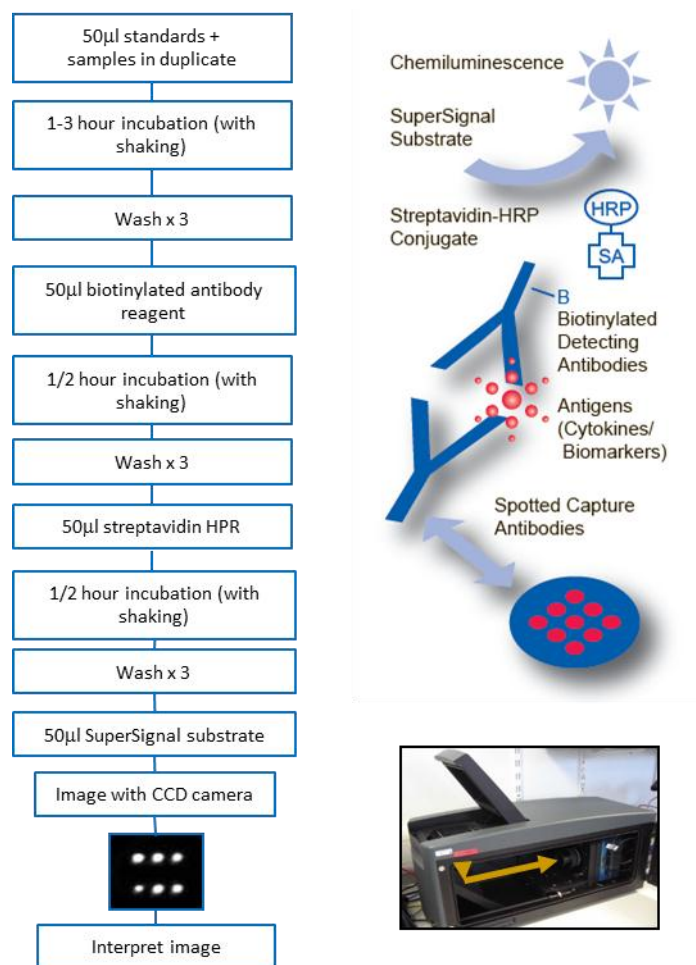 50µl standards +
samples in duplicate
1-3 hour incubation (with
shaking)
Wash x 3
50µl biotinylated antibody
reagent
1/2 hour incubation (with
shaking)
Wash x 3
50µl streptavidin HPR
1/2 hour incubation (with
shaking)
Wash x 3
50µl SuperSignal substrate
Image with CCD camera
Interpret image
Chemiluminescence
SuperSignal
Substrate
Streptavidin-HRP
Conjugate
HRP
SA
B
Biotinylated
Detecting
Antibodies
Antigens
(Cytokines/
Biomarkers)
Spotted Capture
Antibodies